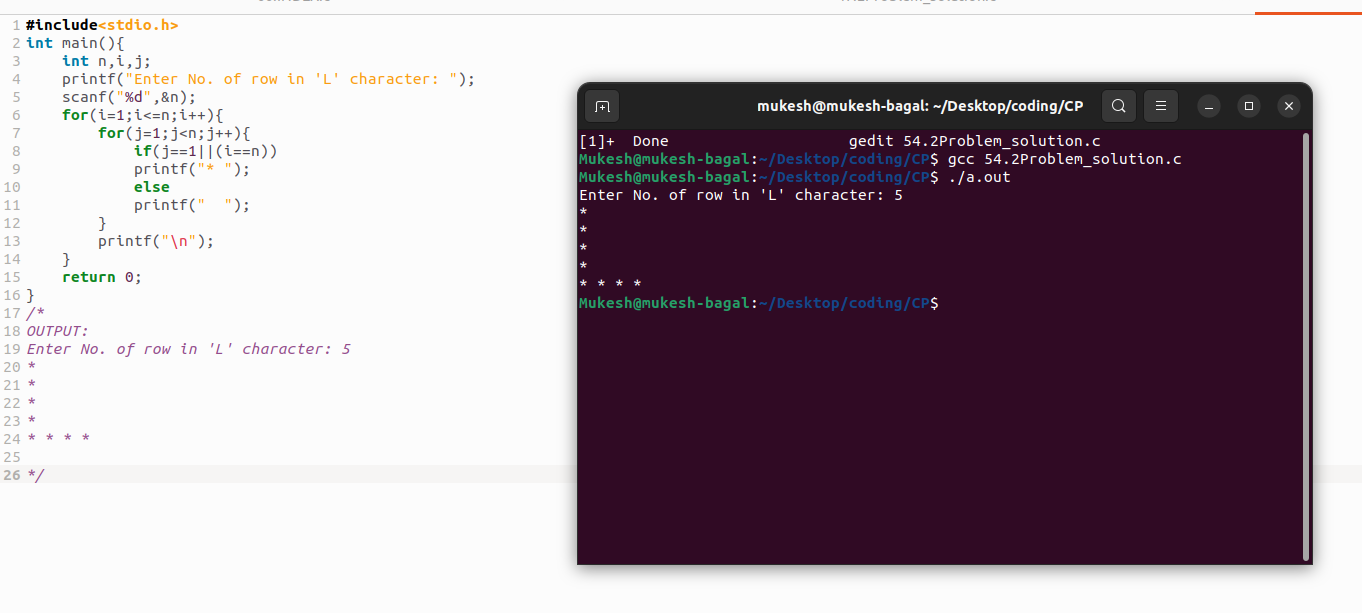 1 #include<stdio.h>
2 int main(){
3     int n,i,j;
4     printf("Enter No. of row in 'L' character: ");
5     scanf("%d",&n);
6     for(i=1;i<=n;i++){
7         for(j=1;j<n;j++){
8             if(j==1||(i==n))
9             printf("* ");
10             else
11             printf("  ");
12         }
13         printf("\n");
14     }
15     return 0;
16 }
17 /*
18 OUTPUT:
19 Enter No. of row in 'L' character: 5
20 *
21 *
22 *
23 *
24 * * * *
25
26 */
mukesh@mukesh-bagal: ~/Desktop/coding/CP
[1]+  Done                    gedit 54.2Problem_solution.c
Mukesh@mukesh-bagal:~/Desktop/coding/CP$ gcc 54.2Problem_solution.c
Mukesh@mukesh-bagal:~/Desktop/coding/CP$ ./a.out
Enter No. of row in 'L' character: 5
*
*
*
*
* * * *
Mukesh@mukesh-bagal:~/Desktop/coding/CP$